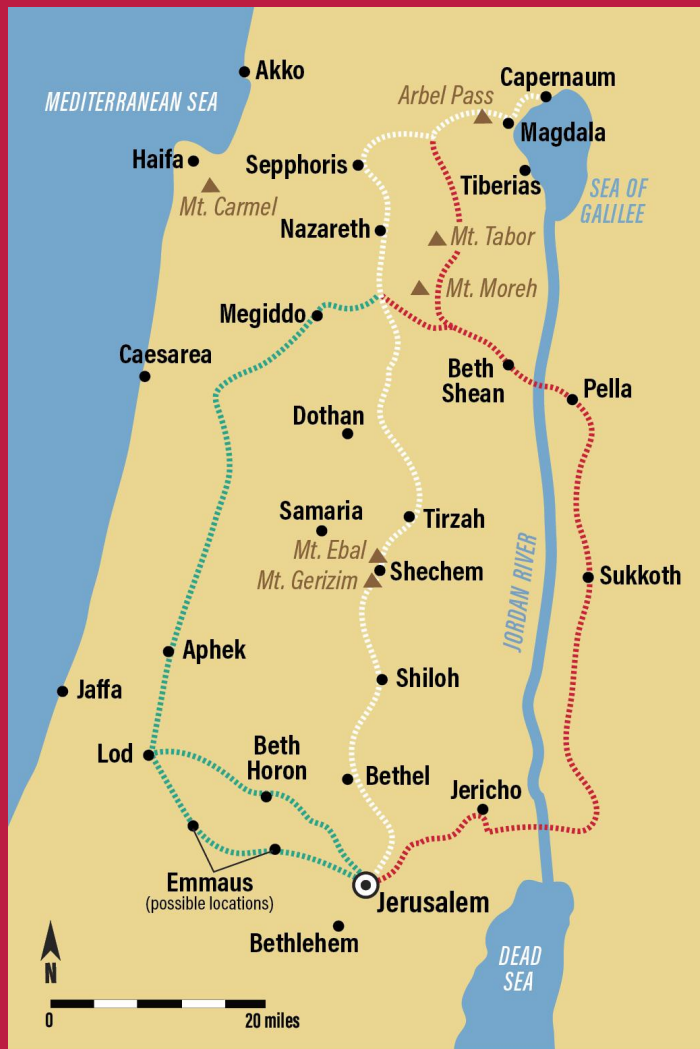 Akko
Capernaum
Arbel Pass
MEDITERRANEAN SEA
Magdala
Haifa
Sepphoris
Tiberias
SEA OF
GALILEE
Mt. Carmel
Nazareth
Mt. Tabor
Mt. Moreh
Megiddo
Caesarea
Beth
Shean
Pella
Dothan
Samaria
Tirzah
Mt. Ebal
Shechem
Mt. Gerizim
Sukkoth
JORDAN RIVER
Aphek
Shiloh
Jaffa
Lod
Beth
Horon
Bethel
Jericho
Emmaus
(possible locations)
Jerusalem
Bethlehem
DEAD
SEA
N
0 20 miles